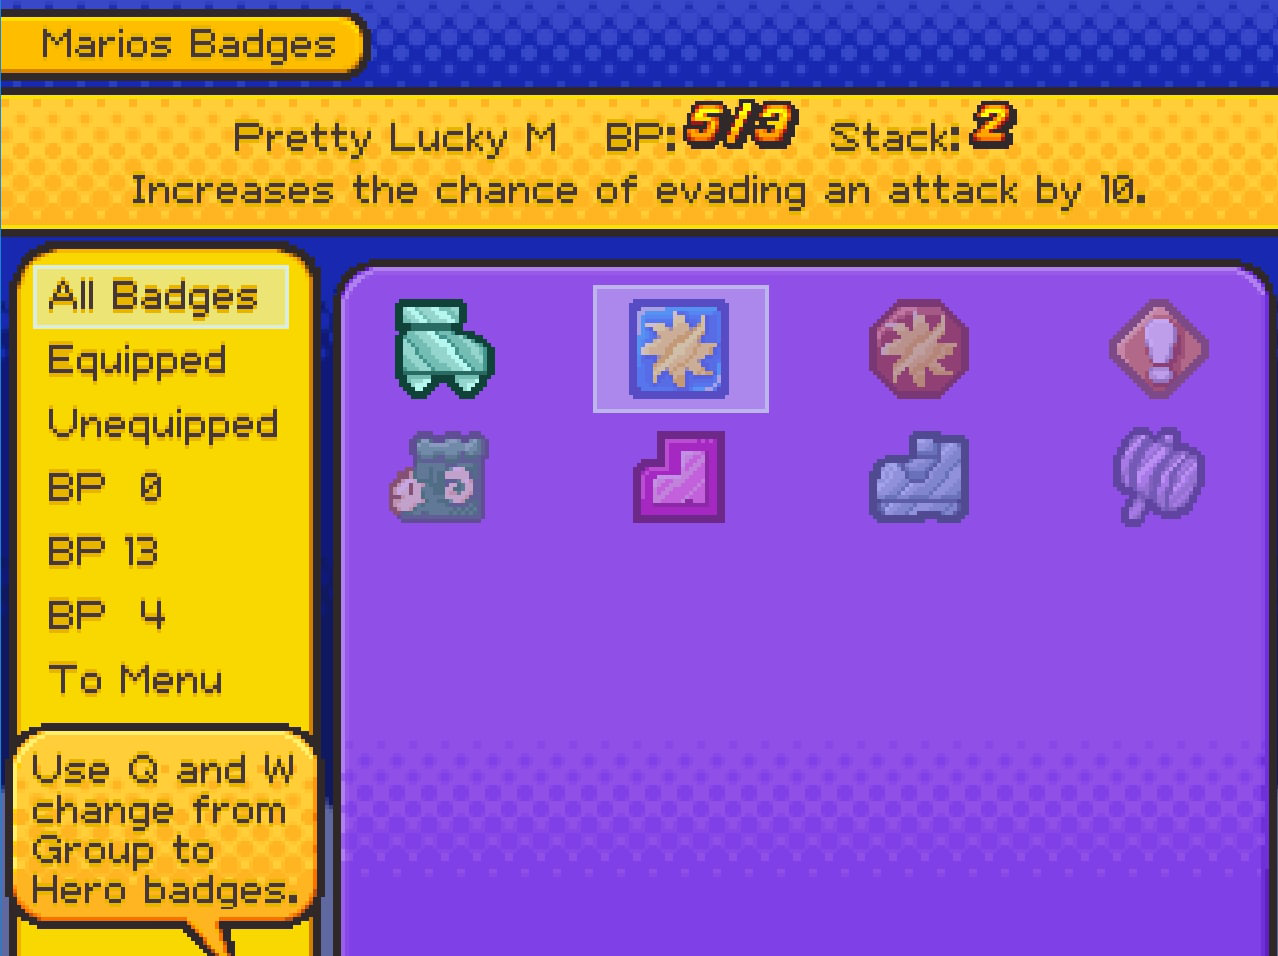 Marios Badges
Pretty Lucky M BP:5/3 Stack:2
Increases the chance of evading an attack by 10.
All Badges
Equipped
Unequipped
BP 0
BP 13
BP 4
To Menu
Use Q and W
change from
Group to
Hero badges.